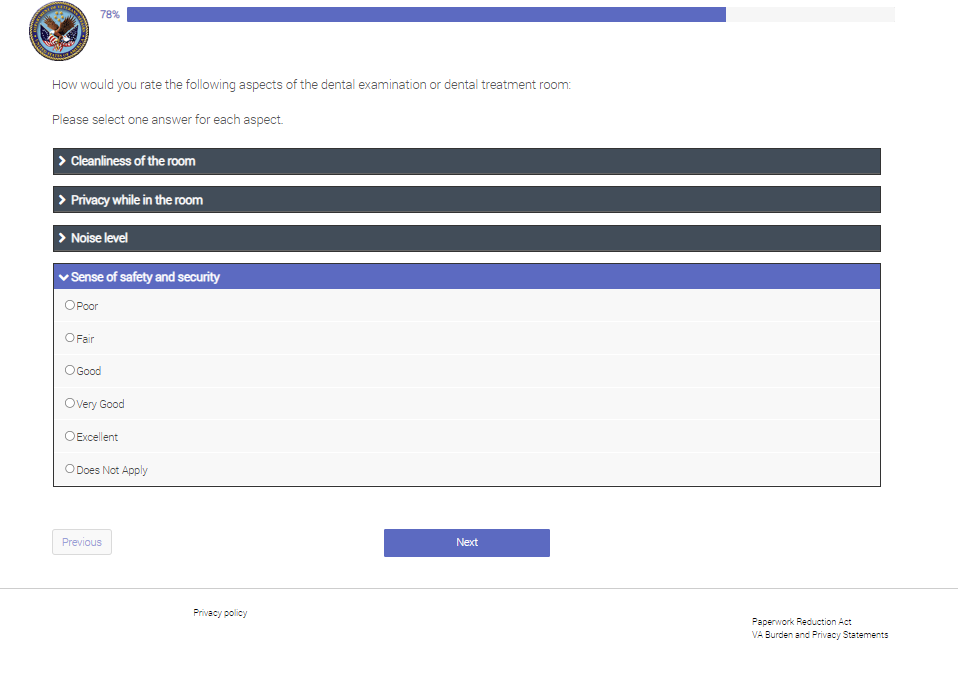 78%
How would you rate the following aspects of the dental examination or dental treatment room:
Please select one answer for each aspect.
Cleanliness of the room
Privacy while in the room
Noise level
Sense of safety and security
Poor
Fair
Good
Very Good
Excellent
Does Not Apply
Previous
Next
Privacy policy
Paperwork Reduction Act
VA Burden and Privacy Statements